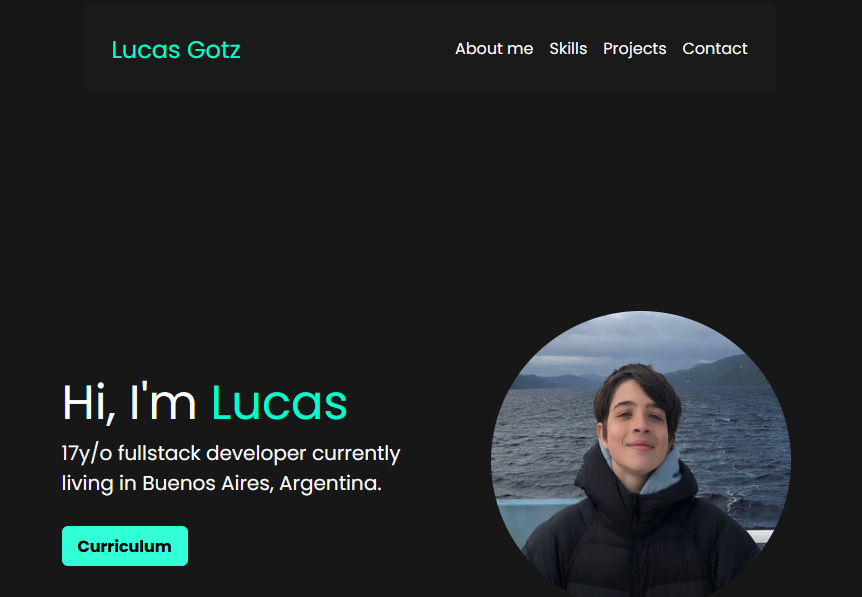 Lucas Gotz
About me Skills Projects Contact
Hi, I'm Lucas
17y/o fullstack developer currently
living in Buenos Aires, Argentina.
Curriculum